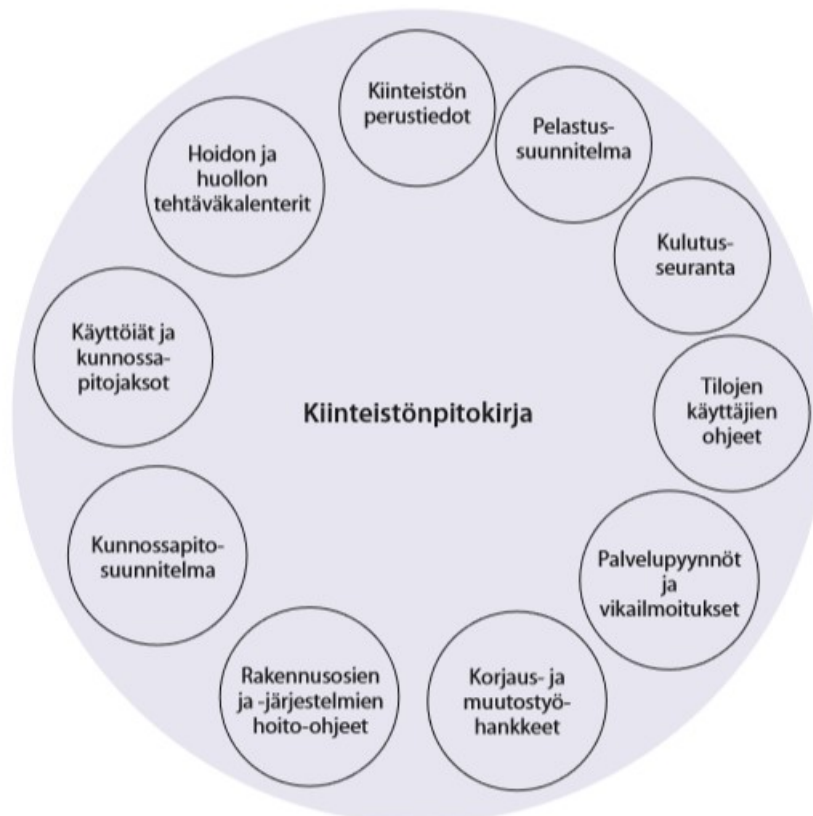 Kiinteistön
perustiedot
Pelastus-
suunnitelma
Kulutus-
seuranta
Tilojen
käyttäjien
ohjeet
Palvelupyynnöt
ja
vikailmoitukset
Korjaus- ja
muutostyö-
hankkeet
Rakennusosien
ja -järjestelmien
hoito-ohjeet
Kunnossapito-
suunnitelma
Käyttöiät ja
kunnossa-
pitojaksot
Hoidon ja
huollon
tehtäväkalenterit
Kiinteistönpitokirja